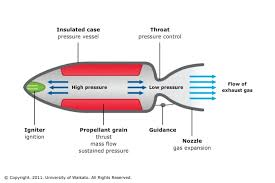 Insulated case
pressure vessel
Throat
pressure control
High pressure
Low pressure
Flow of
exhaust gas
Igniter
ignition
Propellant grain
thrust
mass flow
sustained pressure
Guidance
Nozzle
gas expansion
© Copyright. 2011. University of Waikato. All Rights Reserved.